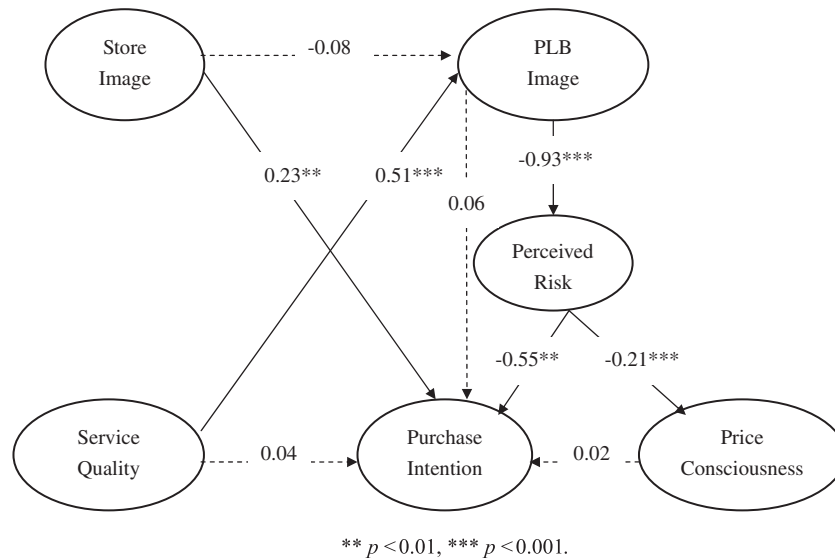 Store
Image
-0.08
PLB
Image
0.23**
0.51***
0.06
-0.93***
Perceived
Risk
-0.55**
-0.21***
Service
Quality
0.04
Purchase
Intention
0.02
Price
Consciousness
** p<0.01, *** p<0.001.